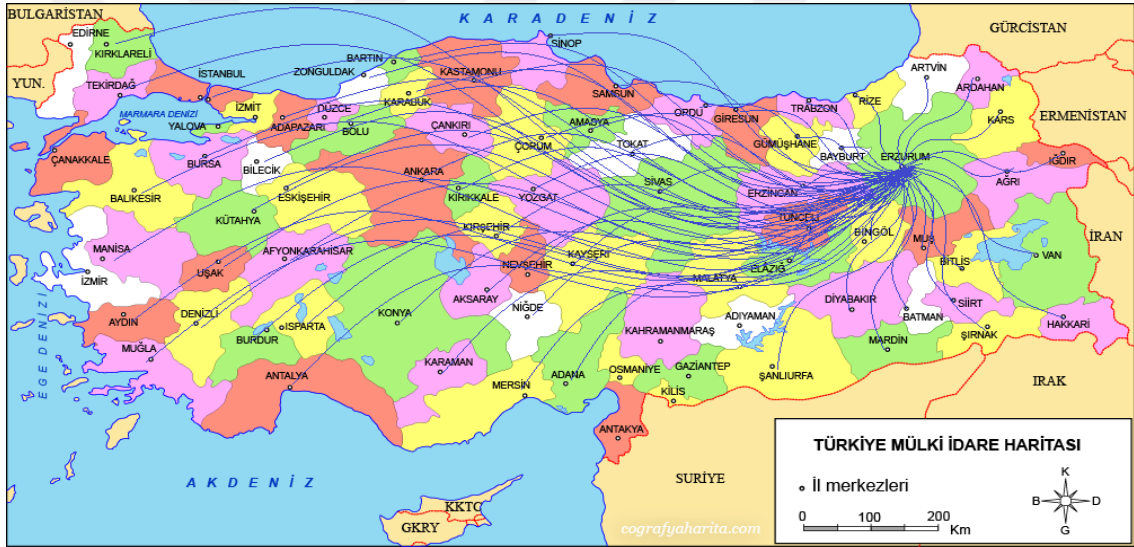 BULGARİSTAN
KARADENİZ
GÜRCİSTAN
EDİRNE
KIRKLARELİ
SİNOP
BARTIN
ZONGULDAK
KASTAMONU
ARTVİN
YUN.
TEKİRDAĞ
İSTANBUL
KARABUK
SAMSUN
ARDAHAN
MARMARA DENİZİ
İZMİT
DÜZCE
ORDU
TRABZON
RİZE
YALOVA
ADAPAZARI
BOLU
ÇANKIRI
AMASYA
GİRESUN
KARS
ERMENİSTAN
ÇORUM
GÜMÜŞHANE
ÇANAKKALE
BURSA
BİLECİK
TOKAT
BAYBURT
ERZURUM
IĞDIR
ANKARA
AĞRI
BALIKESİR
ESKİŞEHİR
KIRIKKALE
YOZGAT
SİVAS
ERZİNCAN
KÜTAHYA
TUNCELİ
KIRŞEHİR
BİNGÖL
İRAN
MANİSA
AFYONKARAHİSAR
MUŞ
VAN
UŞAK
NEVŞEHİR
KAYSERİ
ELAZIĞ
BİTLİS
İZMİR
MALATYA
AKSARAY
DİYABAKIR
SİİRT
AYDIN
DENİZLİ
ISPARTA
KONYA
NİĞDE
ADIYAMAN
BATMAN
HAKKARİ
EGE DENİZİ
BURDUR
KAHRAMANMARAŞ
MARDİN
ŞIRNAK
MUĞLA
KARAMAN
ANTALYA
MERSİN
ADANA
OSMANIYE
GAZİANTEP
ŞANLIURFA
KİLİS
IRAK
ANTAKYA
TÜRKİYE MÜLKİ İDARE HARİTASI
AKDENİZ
SURİYE
İl merkezleri
K
B D
G
KKTC
GKRY
0 100 200
Km
cografyaharita.com